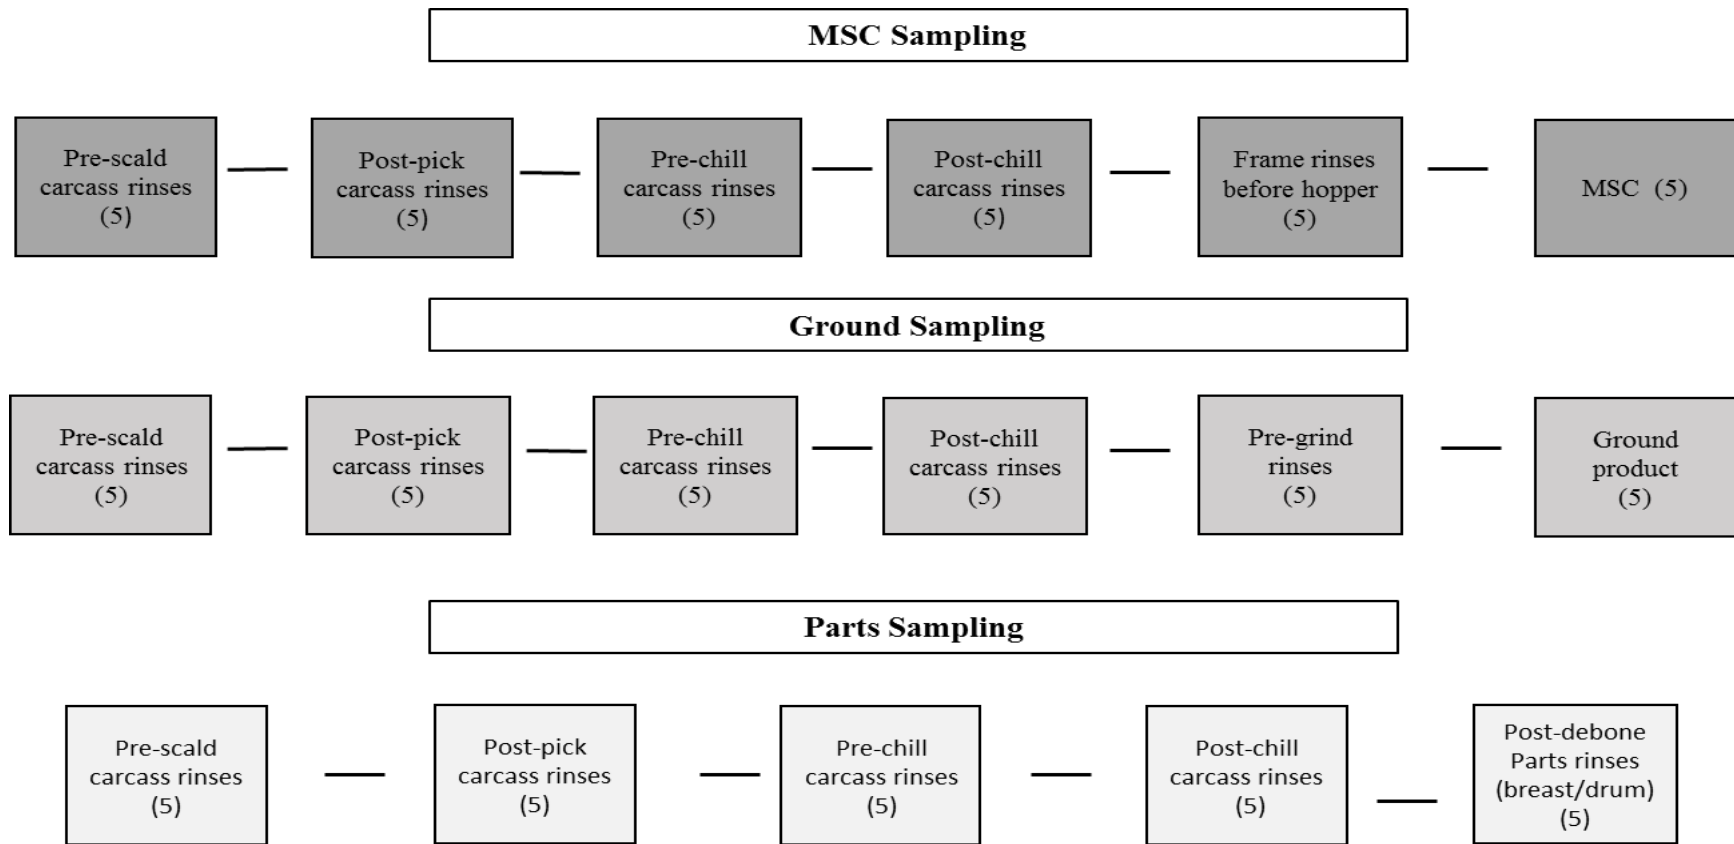 MSC Sampling
Pre-scald
carcass rinses
(5)
Post-pick
carcass rinses
(5)
Pre-chill
carcass rinses
(5)
Post-chill
carcass rinses
(5)
Frame rinses
before hopper
(5)
MSC (5)
Ground Sampling
Pre-scald
carcass rinses
(5)
Post-pick
carcass rinses
(5)
Pre-chill
carcass rinses
(5)
Post-chill
carcass rinses
(5)
Pre-grind
rinses
(5)
Ground
product
(5)
Parts Sampling
Pre-scald
carcass rinses
(5)
Post-pick
carcass rinses
(5)
Pre-chill
carcass rinses
(5)
Post-chill
carcass rinses
(5)
Post-debone
Parts rinses
(breast/drum)
(5)